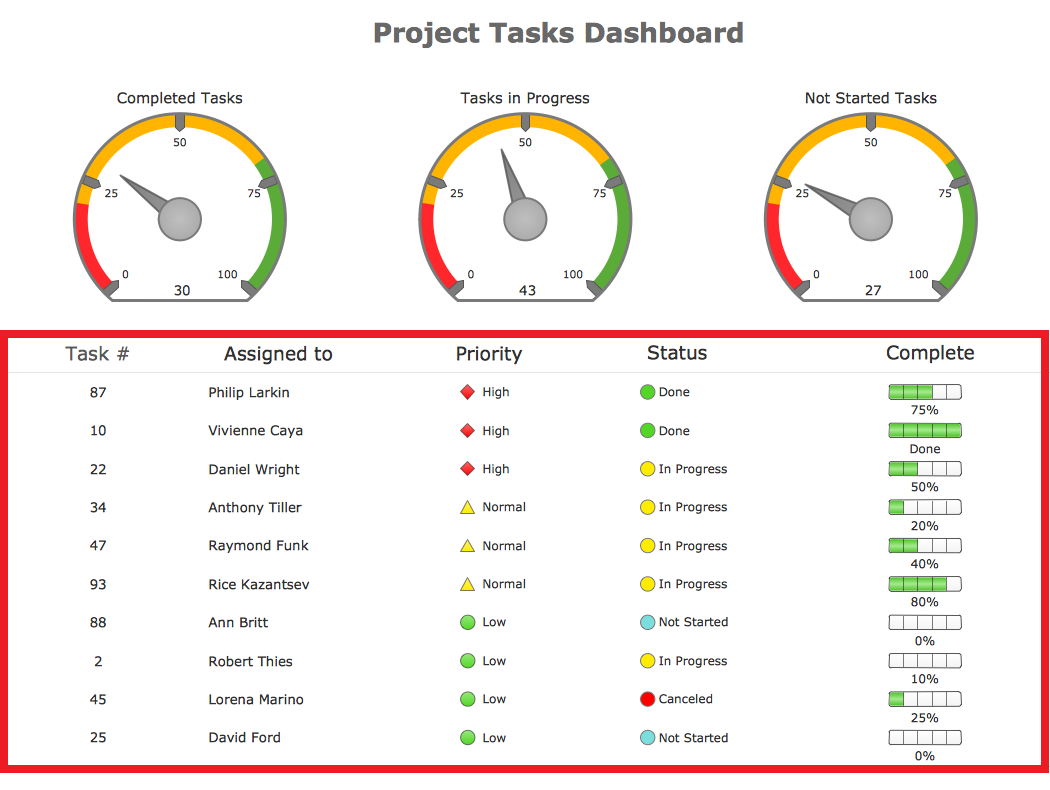 Project Tasks Dashboard
Completed Tasks Tasks in Progress Not Started Tasks
50 50 50
25 75 25 75 25 75
0 100 0 100 0 100
30 43 27
Task # Assigned to Priority Status Complete
87 Philip Larkin High Done
75%
10 Vivienne Caya High Done
Done
22 Daniel Wright High In Progress
50%
34 Anthony Tiller Normal In Progress
20%
47 Raymond Funk Normal In Progress
40%
93 Rice Kazantsev Normal In Progress
80%
88 Ann Britt Low Not Started
0%
2 Robert Thies Low In Progress
10%
45 Lorena Marino Low Canceled
25%
25 David Ford Low Not Started
0%